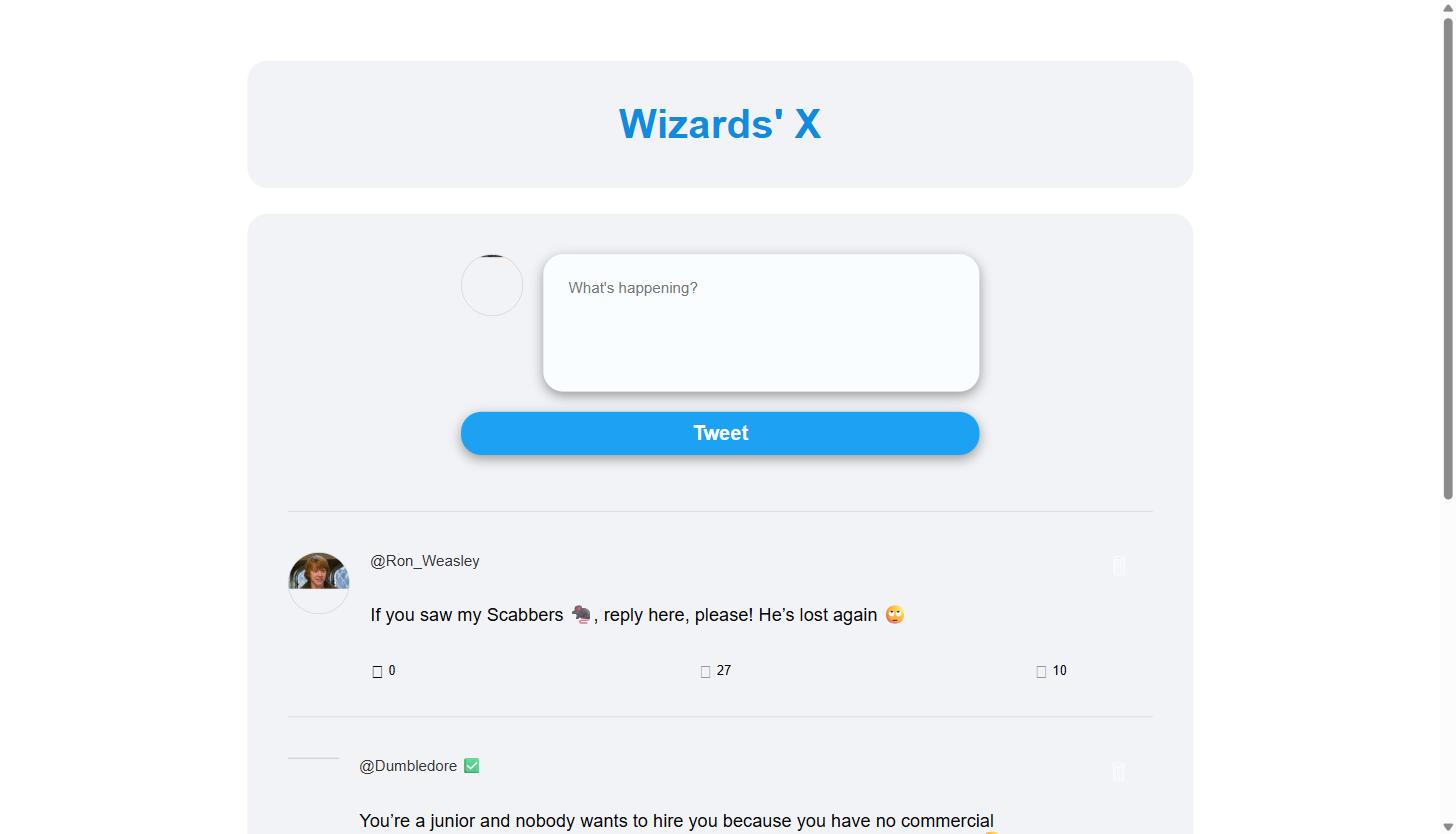 Wizards' X
What's happening?
Tweet
@Ron_Weasley
If you saw my Scabbers 🐀, reply here, please! He’s lost again 🙄
0 27 10
@Dumbledore ✅
You’re a junior and nobody wants to hire you because you have no commercial